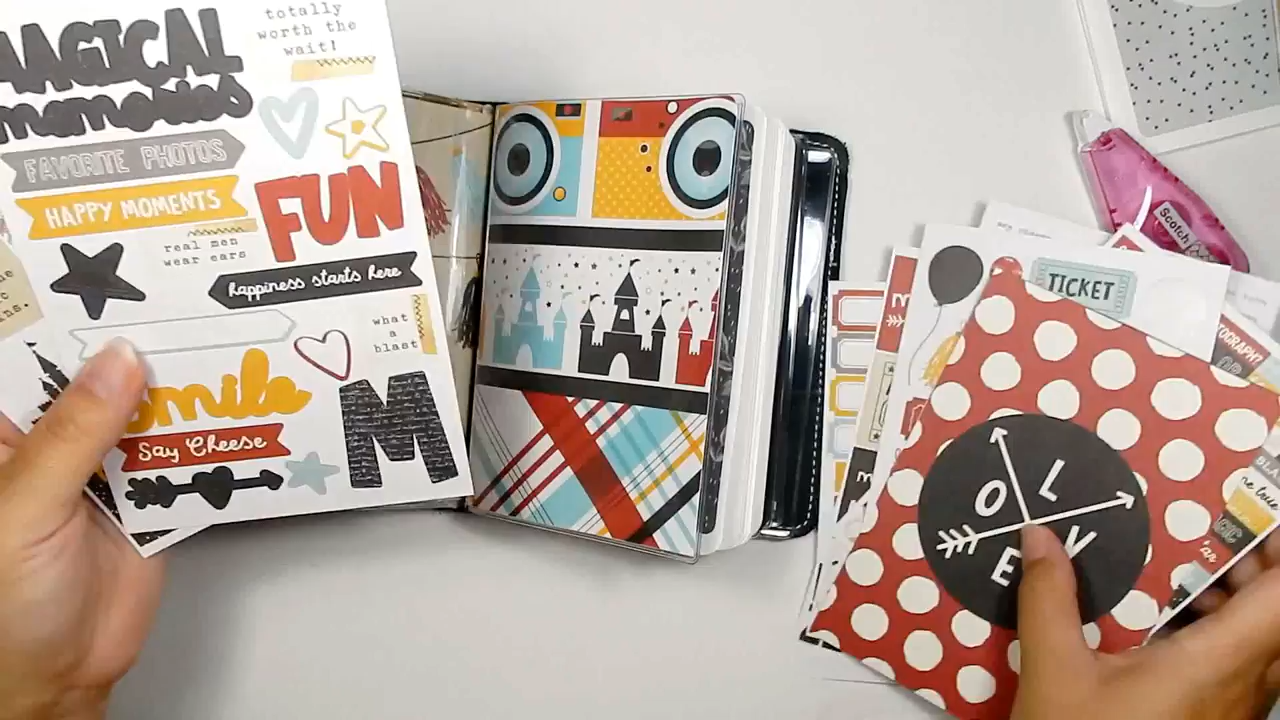 MAGICAL
memories
totally
worth the
wait!
FAVORITE PHOTOS
HAPPY MOMENTS
FUN
real men
wear ears
happiness starts here
what
a
blast
smile
Say Cheese
M
TICKET
Scotch
L
O
V
E